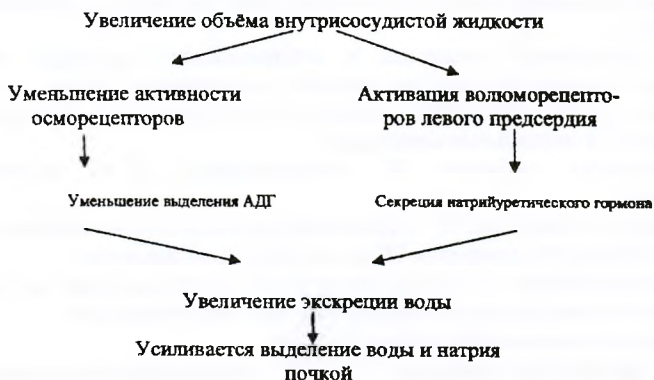 Увеличение объёма внутрисосудистой жидкости
Уменьшение активности
осморецепторов
Активация волюморецепто-
ров левого предсердия
Уменьшение выделения АДГ
Секреция натрийуретического гормона
Увеличение экскреции воды
Усиливается выделение воды и натрия
почкой